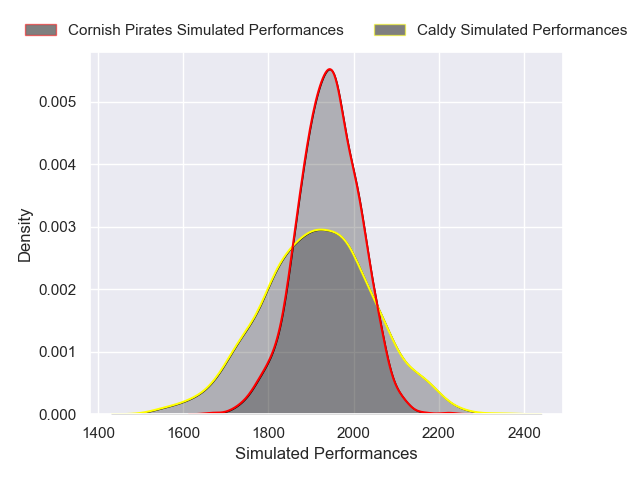 Cornish Pirates Simulated Performances
Caldy Simulated Performances
0.005
0.004
0.003
0.002
0.001
0.000
Density
1400 1600 1800 2000 2200 2400
Simulated Performances